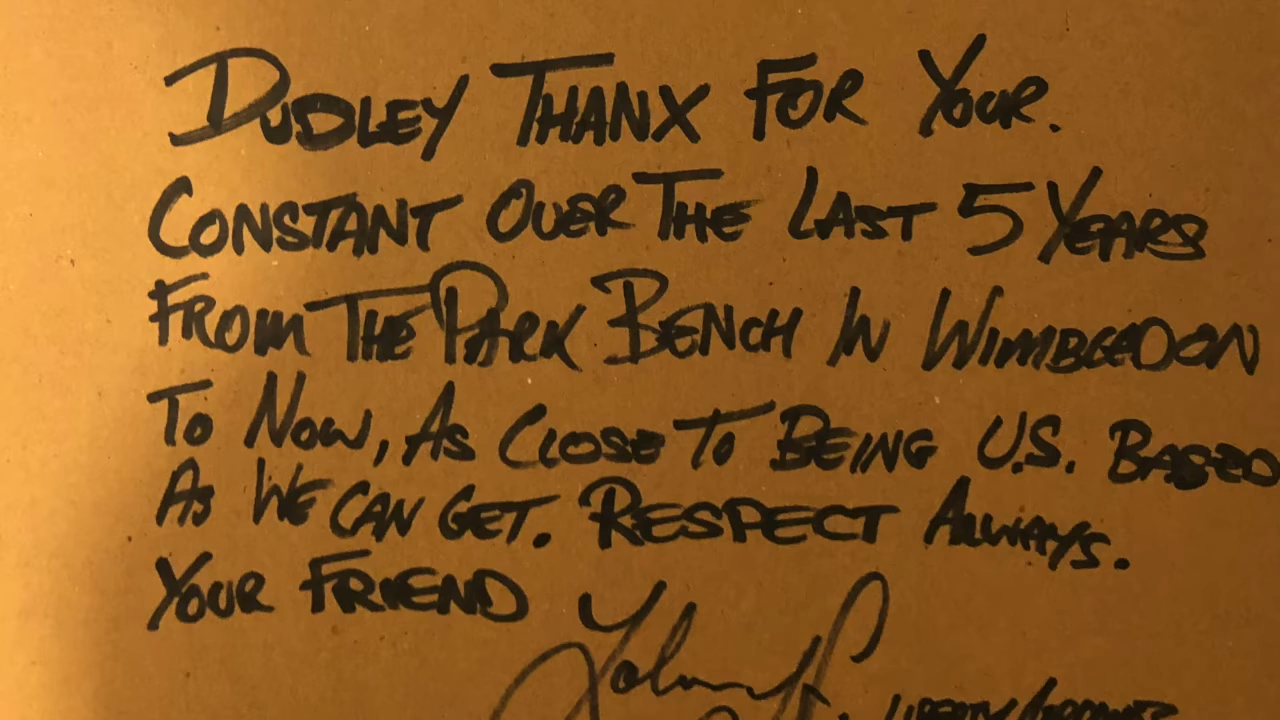 DUDLEY THANX FOR YOUR.
CONSTANT OVER THE LAST 5 YEARS
FROM THE PARK BENCH IN WIMBLEDON
TO NOW, AS CLOSE TO BEING U.S. BASED
AS WE CAN GET. RESPECT ALWAYS.
YOUR FRIEND John